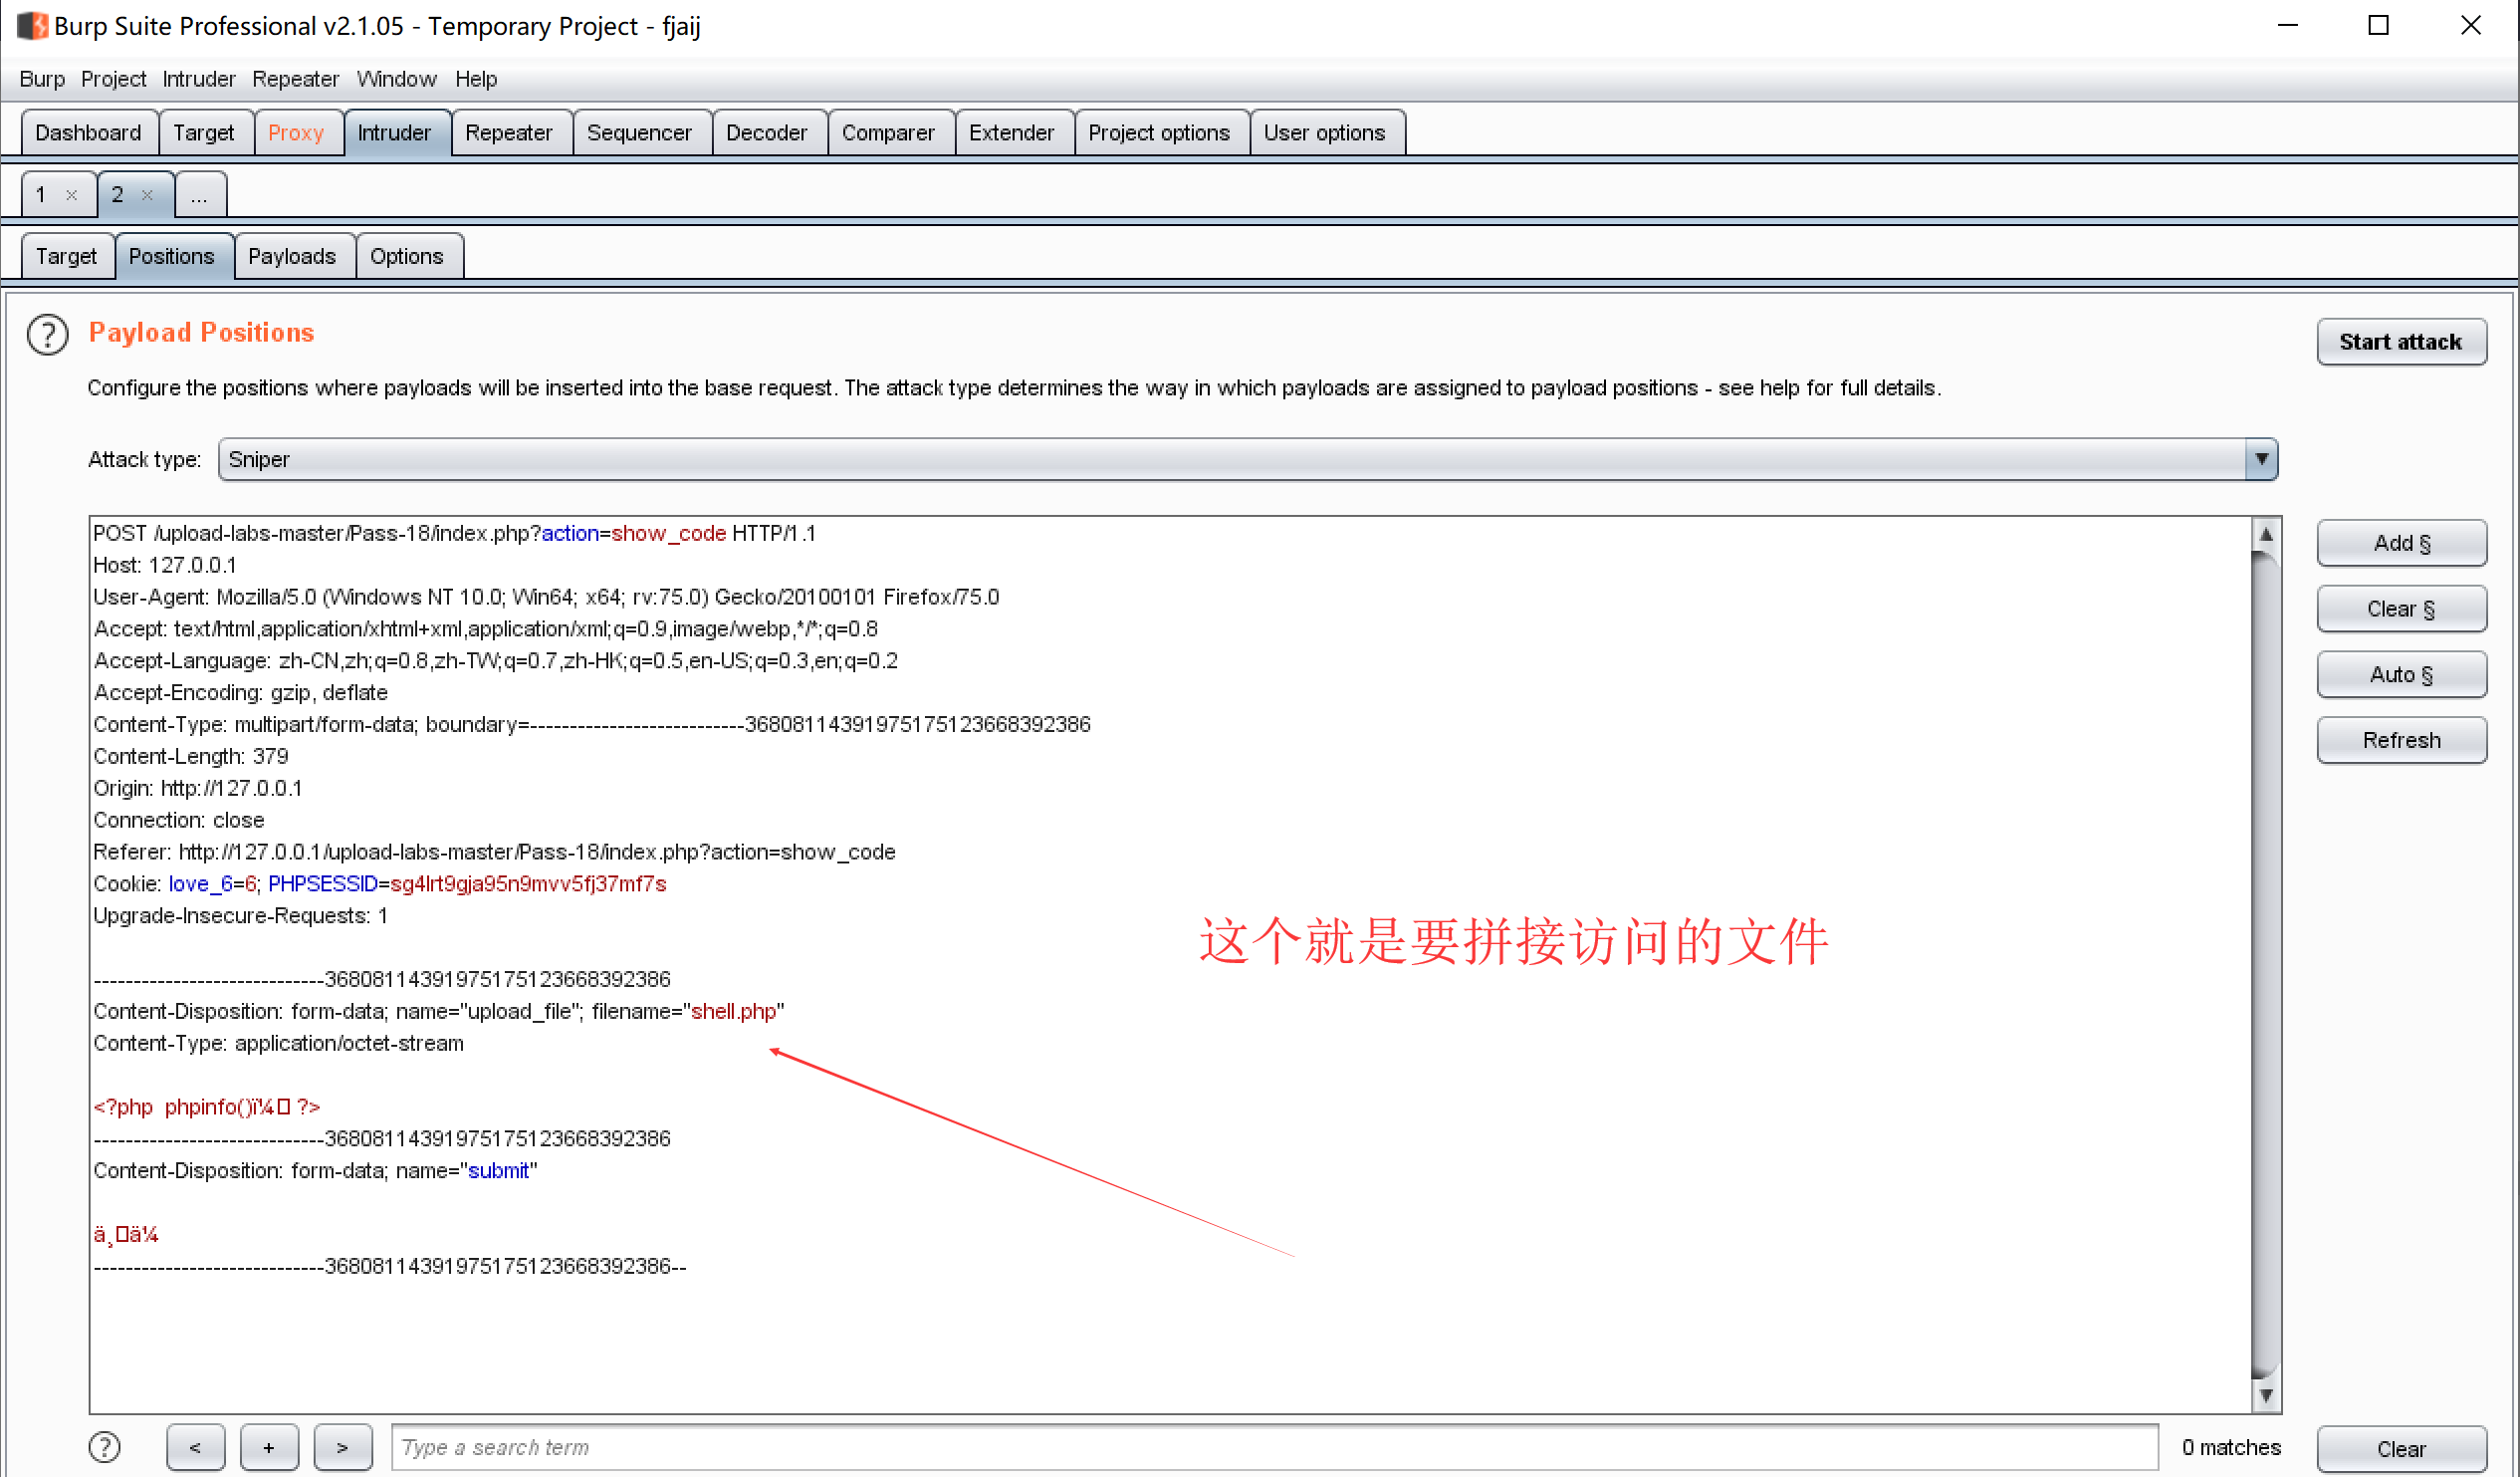 Burp Suite Professional v2.1.05 - Temporary Project - fjaij
Burp Project Intruder Repeater Window Help
Dashboard Target Proxy Intruder Repeater Sequencer Decoder Comparer Extender Project options User options
1 × 2 × ...
Target Positions Payloads Options
? Payload Positions
Start attack
Configure the positions where payloads will be inserted into the base request. The attack type determines the way in which payloads are assigned to payload positions - see help for full details.
Attack type: Sniper
POST /upload-labs-master/Pass-18/index.php?action=show_code HTTP/1.1
Host: 127.0.0.1
User-Agent: Mozilla/5.0 (Windows NT 10.0; Win64; x64; rv:75.0) Gecko/20100101 Firefox/75.0
Accept: text/html,application/xhtml+xml,application/xml;q=0.9,image/webp,*/*;q=0.8
Accept-Language: zh-CN,zh;q=0.8,zh-TW;q=0.7,zh-HK;q=0.5,en-US;q=0.3,en;q=0.2
Accept-Encoding: gzip, deflate
Content-Type: multipart/form-data; boundary=---------------------------36808114391975175123668392386
Content-Length: 379
Origin: http://127.0.0.1
Connection: close
Referer: http://127.0.0.1/upload-labs-master/Pass-18/index.php?action=show_code
Cookie: love_6=6; PHPSESSID=sg4lrt9gja95n9mvv5fj37mf7s
Upgrade-Insecure-Requests: 1
这个就是要拼接访问的文件
-----------------------------36808114391975175123668392386
Content-Disposition: form-data; name="upload_file"; filename="shell.php"
Content-Type: application/octet-stream
<?php  phpinfo()ï¼□ ?>
-----------------------------36808114391975175123668392386
Content-Disposition: form-data; name="submit"
ä¸□ä¼
-----------------------------36808114391975175123668392386--
Add §
Clear §
Auto §
Refresh
? < + > Type a search term 0 matches Clear